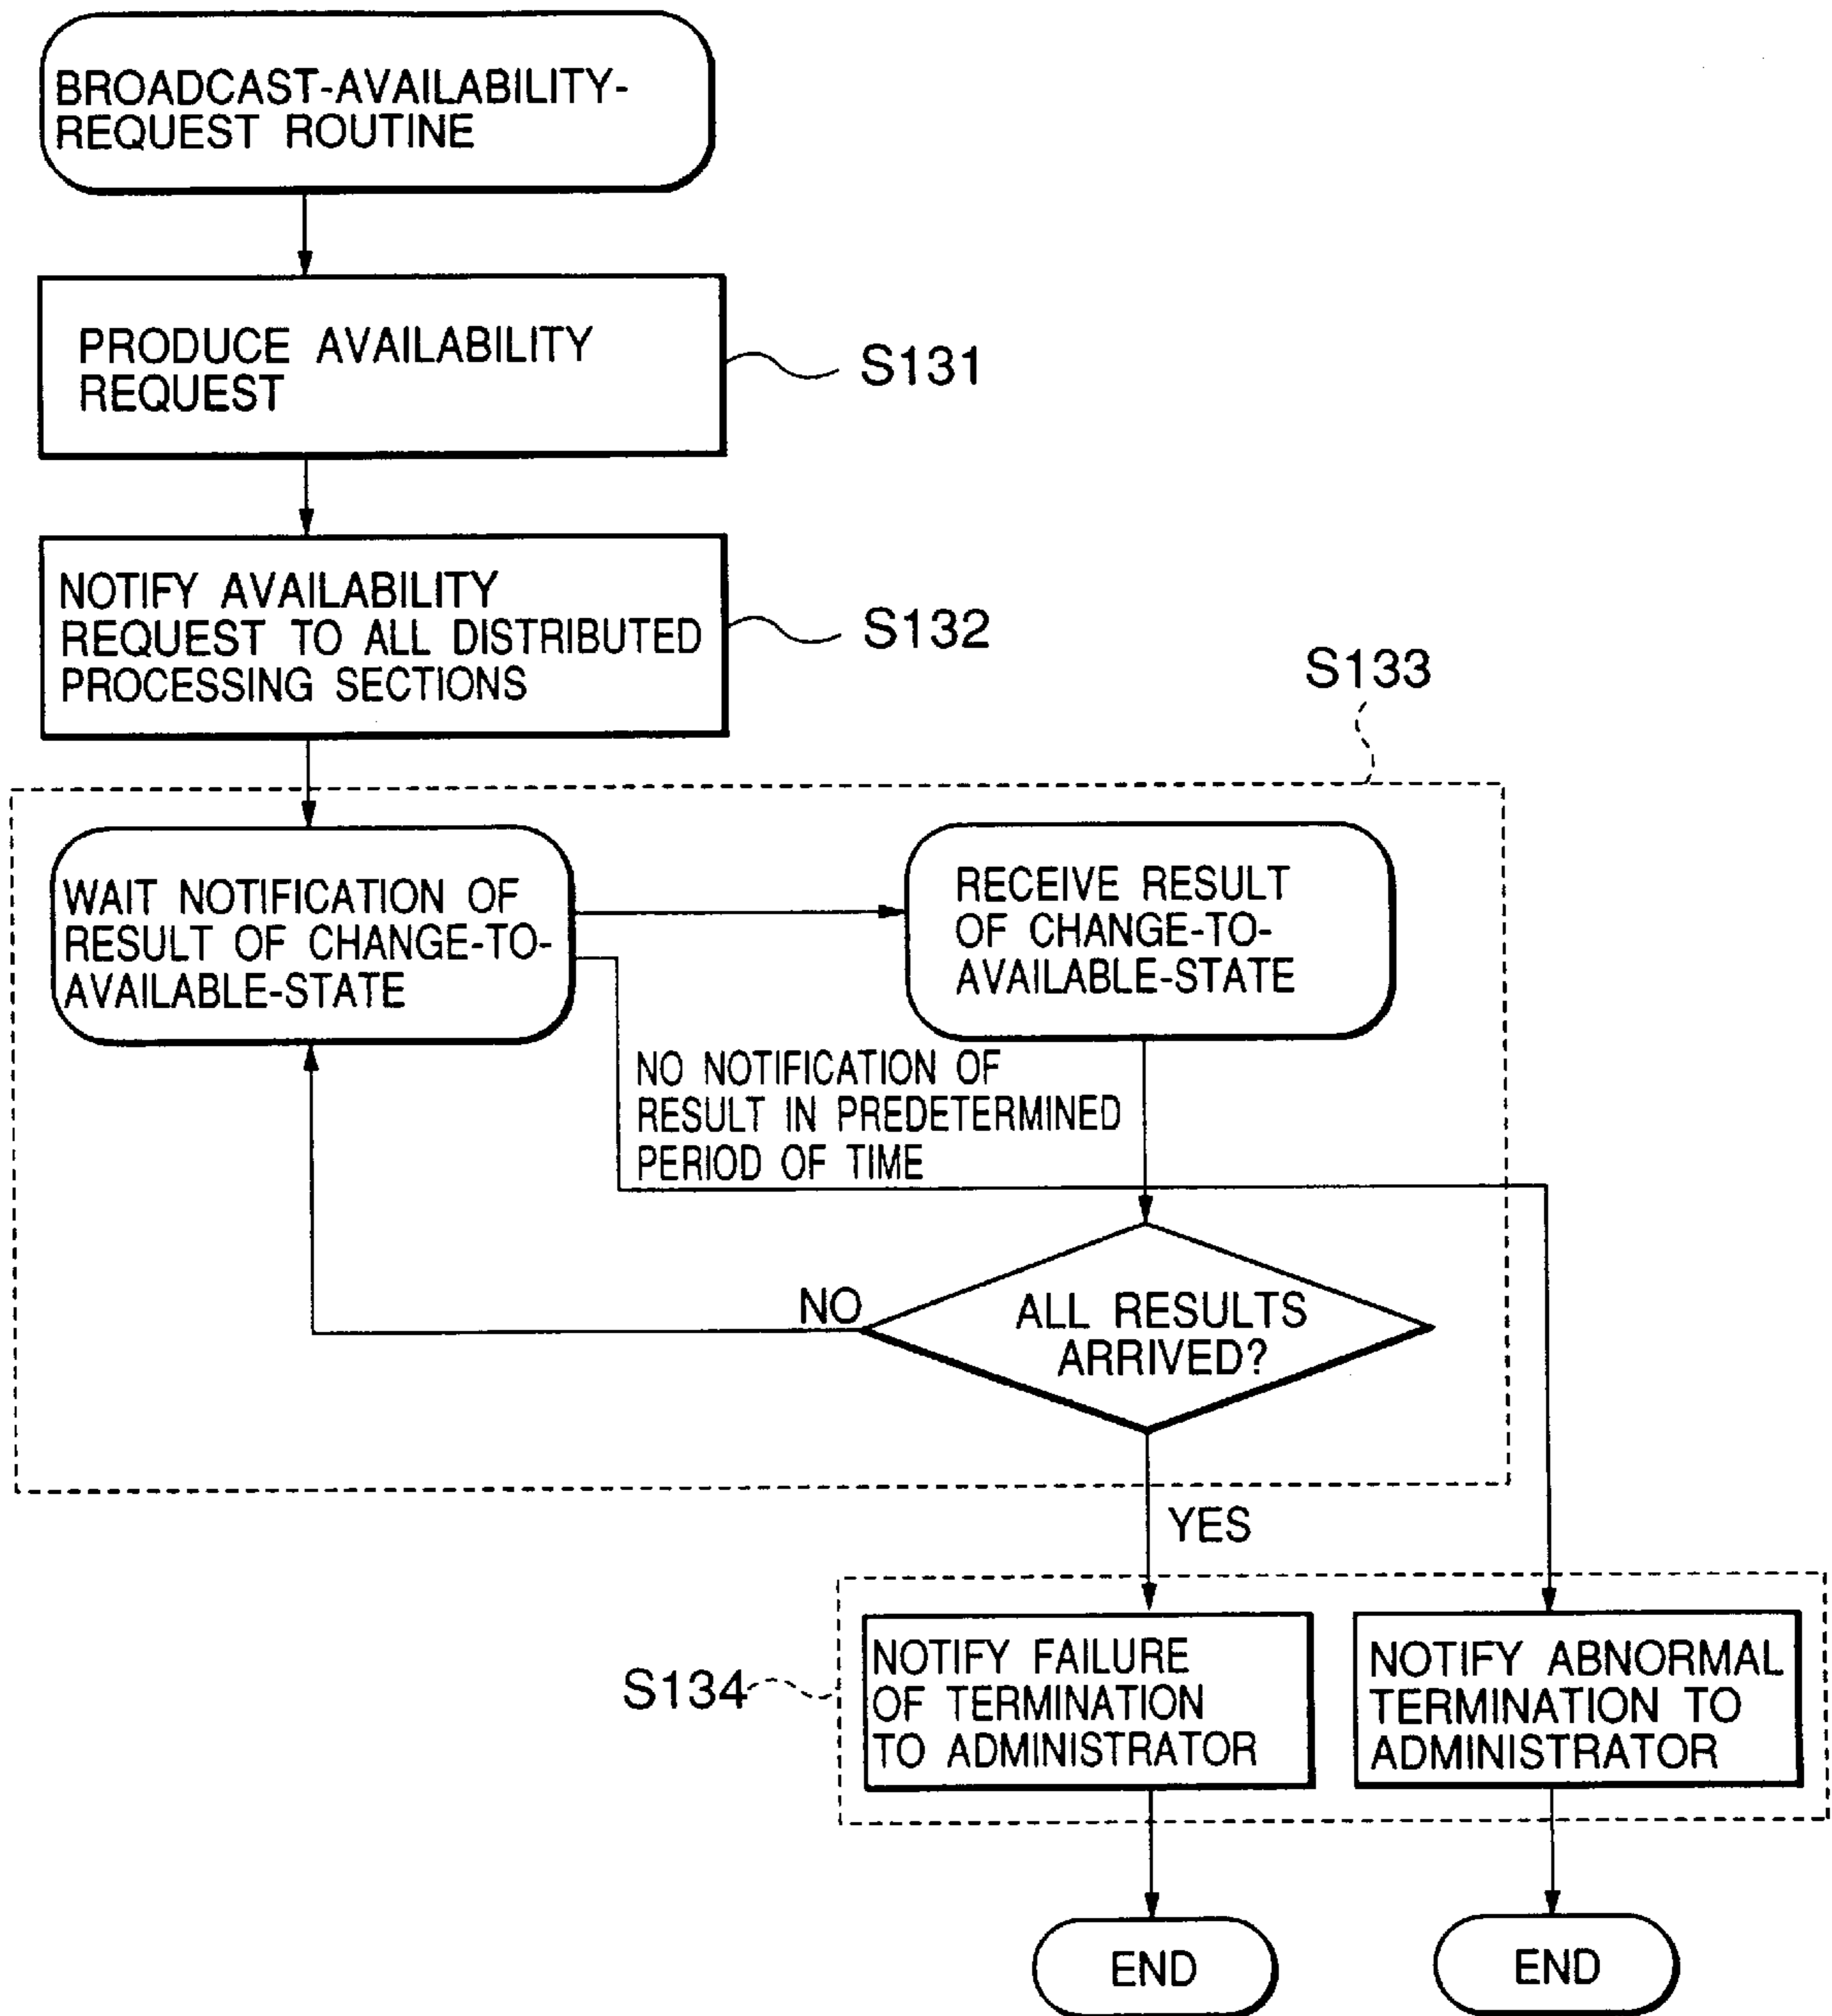 BROADCAST-AVAILABILITY-
REQUEST ROUTINE
PRODUCE AVAILABILITY
REQUEST
S131
NOTIFY AVAILABILITY
REQUEST TO ALL DISTRIBUTED
PROCESSING SECTIONS
S132
S133
WAIT NOTIFICATION OF
RESULT OF CHANGE-TO-
AVAILABLE-STATE
RECEIVE RESULT
OF CHANGE-TO-
AVAILABLE-STATE
NO NOTIFICATION OF
RESULT IN PREDETERMINED
PERIOD OF TIME
NO
ALL RESULTS
ARRIVED?
YES
S134
NOTIFY FAILURE
OF TERMINATION
TO ADMINISTRATOR
NOTIFY ABNORMAL
TERMINATION TO
ADMINISTRATOR
END
END